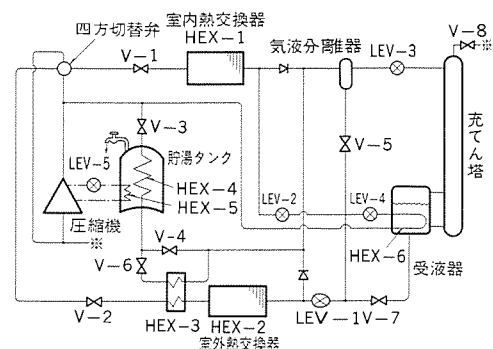 四方切替弁
室内熱交換器
HEX-1
V-1
気液分離器
LEV-3
V-8
※
V-3
LEV-5
貯湯タンク
V-5
充てん塔
HEX-4
HEX-5
LEV-2
LEV-4
圧縮機
※
V-4
V-6
HEX-6
受液器
V-2
HEX-3
HEX-2
LEV-1
V-7
室外熱交換器